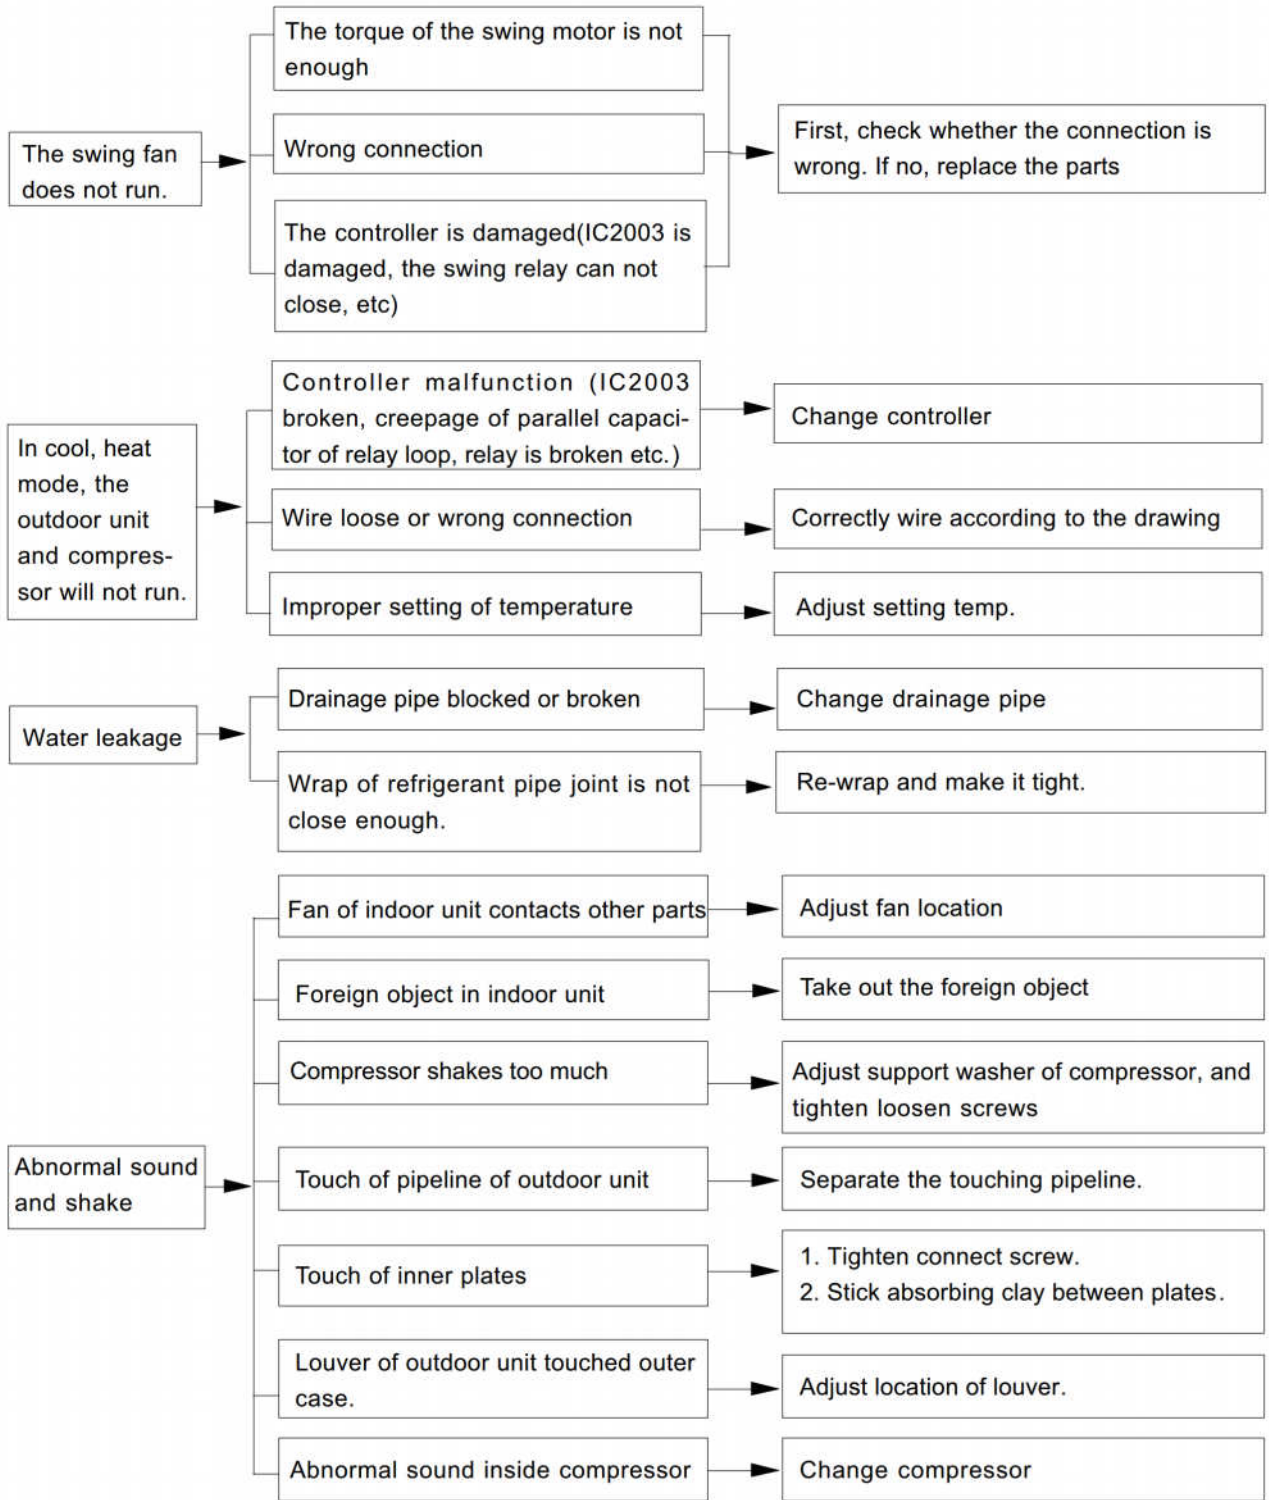 The swing fan
does not run.
The torque of the swing motor is not
enough
Wrong connection
The controller is damaged(IC2003 is
damaged, the swing relay can not
close, etc)
First, check whether the connection is
wrong. If no, replace the parts
In cool, heat
mode, the
outdoor unit
and compres-
sor will not run.
Controller malfunction (IC2003
broken, creepage of parallel capaci-
tor of relay loop, relay is broken etc.)
Change controller
Wire loose or wrong connection
Correctly wire according to the drawing
Improper setting of temperature
Adjust setting temp.
Water leakage
Drainage pipe blocked or broken
Change drainage pipe
Wrap of refrigerant pipe joint is not
close enough.
Re-wrap and make it tight.
Abnormal sound
and shake
Fan of indoor unit contacts other parts
Adjust fan location
Foreign object in indoor unit
Take out the foreign object
Compressor shakes too much
Adjust support washer of compressor, and
tighten loosen screws
Touch of pipeline of outdoor unit
Separate the touching pipeline.
Touch of inner plates
1. Tighten connect screw.
2. Stick absorbing clay between plates.
Louver of outdoor unit touched outer
case.
Adjust location of louver.
Abnormal sound inside compressor
Change compressor